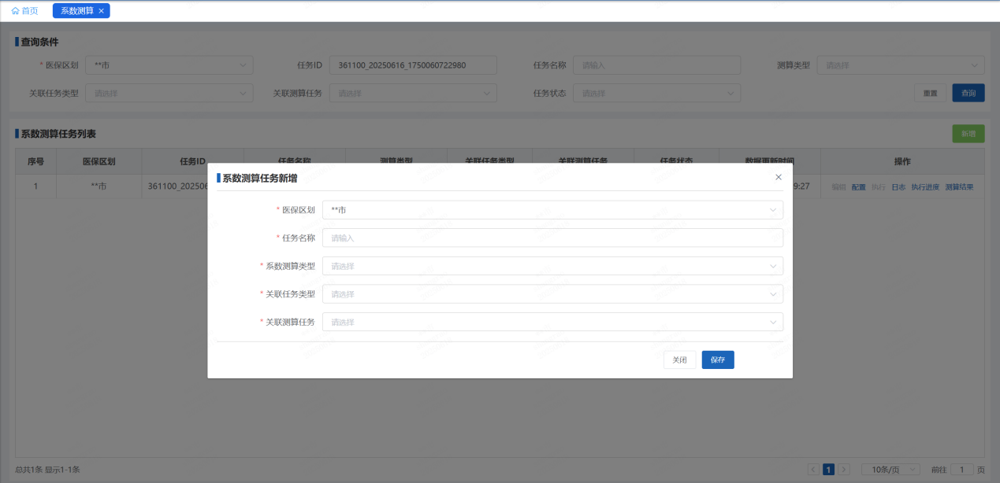 首页 系数测算 ×
查询条件
* 医保区划 **市 任务ID 361100_20250616_1750060722980 任务名称 请输入 测算类型 请选择
关联任务类型 请选择 关联测算任务 请选择 任务状态 请选择 重置 查询
系数测算任务列表 新增
序号 医保区划 任务ID 任务名称 测算类型 关联任务类型 关联测算任务 任务状态 数据更新时间 操作
1 **市 361100_20250 9:27 编辑 配置 执行 日志 执行进度 测算结果
系数测算任务新增
* 医保区划 **市
* 任务名称 请输入
* 系数测算类型 请选择
* 关联任务类型 请选择
* 关联测算任务 请选择
关闭 保存
总共1条 显示1-1条 1 10条/页 前往 1 页